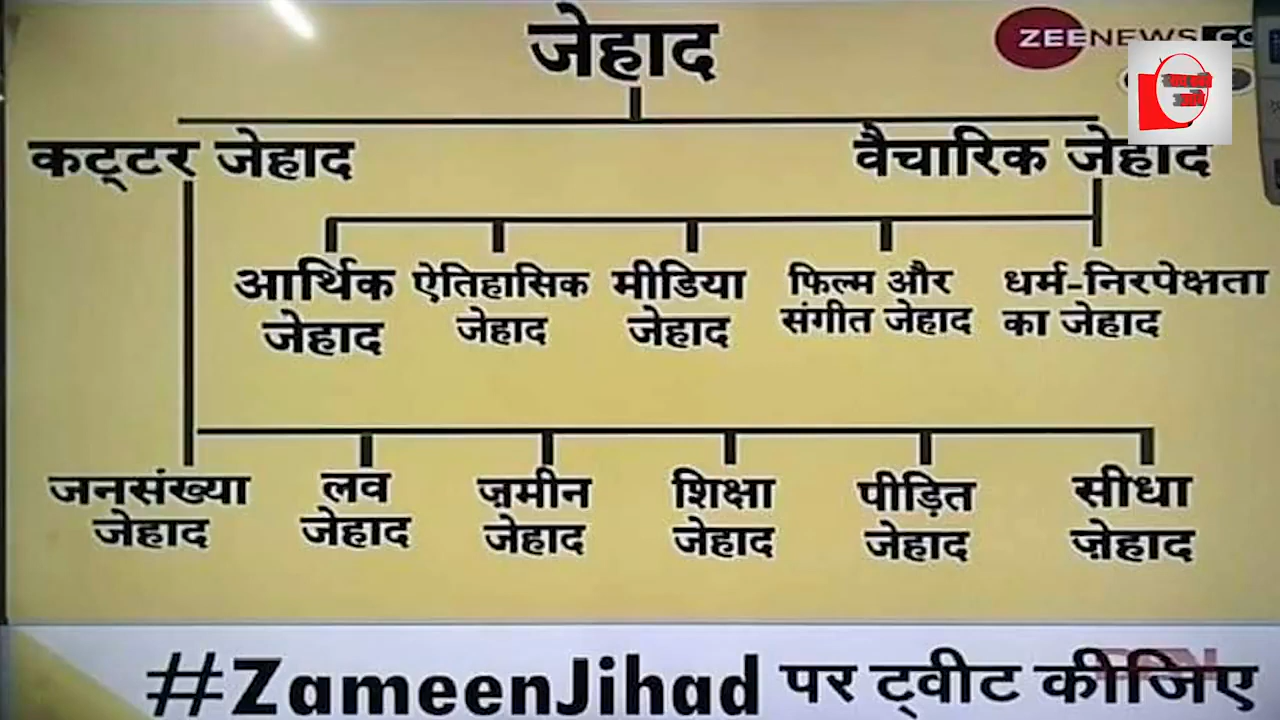 जेहाद
ZEENEWS
कट्टर जेहाद
वैचारिक जेहाद
आर्थिक जेहाद
ऐतिहासिक जेहाद
मीडिया जेहाद
फिल्म और संगीत जेहाद
धर्म-निरपेक्षता का जेहाद
जनसंख्या जेहाद
लव जेहाद
ज़मीन जेहाद
शिक्षा जेहाद
पीड़ित जेहाद
सीधा ज़ेहाद
#ZameenJihad पर ट्वीट कीजिए